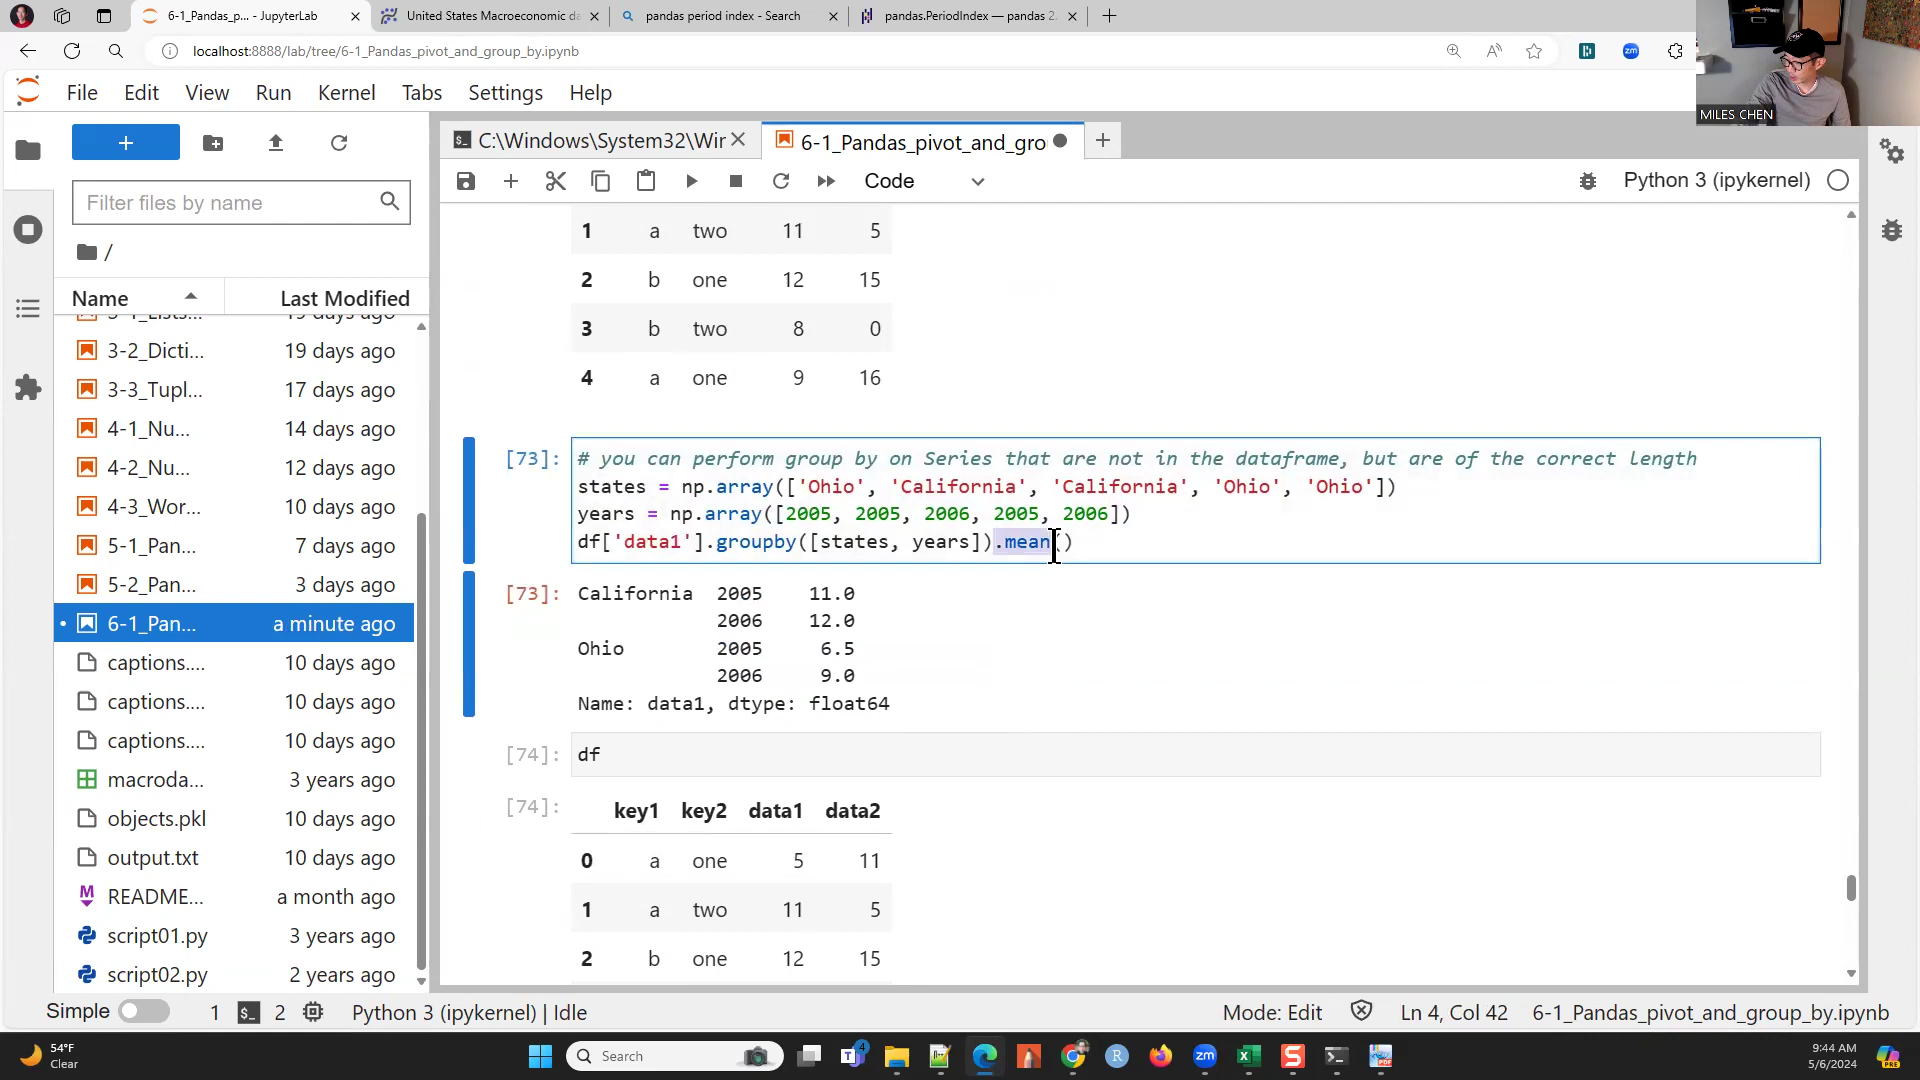 6-1_Pandas_p... - JupyterLab
United States Macroeconomic da
pandas period index - Search
pandas.PeriodIndex — pandas 2.
localhost:8888/lab/tree/6-1_Pandas_pivot_and_group_by.ipynb
MILES CHEN
File Edit View Run Kernel Tabs Settings Help
C:\Windows\System32\Wir
6-1_Pandas_pivot_and_gro
Code
Python 3 (ipykernel)
Filter files by name
/
Name Last Modified
3-1_Lists... 19 days ago
3-2_Dicti... 19 days ago
3-3_Tupl... 17 days ago
4-1_Nu... 14 days ago
4-2_Nu... 12 days ago
4-3_Wor... 10 days ago
5-1_Pan... 7 days ago
5-2_Pan... 3 days ago
6-1_Pan... a minute ago
captions.... 10 days ago
captions.... 10 days ago
captions.... 10 days ago
macroda... 3 years ago
objects.pkl 10 days ago
output.txt 10 days ago
README... a month ago
script01.py 3 years ago
script02.py 2 years ago
1 a two 11 5
2 b one 12 15
3 b two 8 0
4 a one 9 16
[73]: # you can perform group by on Series that are not in the dataframe, but are of the correct length
states = np.array(['Ohio', 'California', 'California', 'Ohio', 'Ohio'])
years = np.array([2005, 2005, 2006, 2005, 2006])
df['data1'].groupby([states, years]).mean()
[73]: California 2005 11.0
2006 12.0
Ohio 2005 6.5
2006 9.0
Name: data1, dtype: float64
[74]: df
[74]: key1 key2 data1 data2
0 a one 5 11
1 a two 11 5
2 b one 12 15
Simple 1 2 Python 3 (ipykernel) | Idle
Mode: Edit Ln 4, Col 42 6-1_Pandas_pivot_and_group_by.ipynb
54°F
Clear
Search
4
9:44 AM
5/6/2024